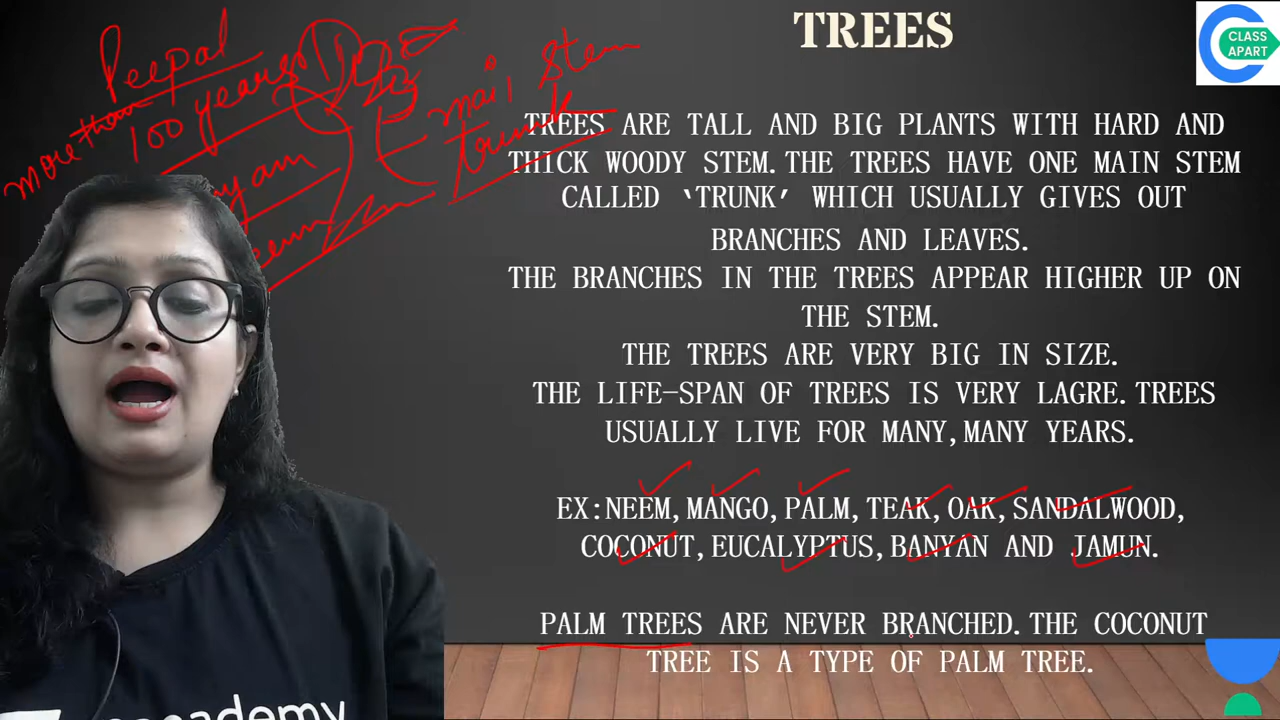 TREES
CLASS
APART
Peepal
more than
100 years
main stem
trunk
TREES ARE TALL AND BIG PLANTS WITH HARD AND
THICK WOODY STEM. THE TREES HAVE ONE MAIN STEM
CALLED ‘TRUNK’ WHICH USUALLY GIVES OUT
BRANCHES AND LEAVES.
THE BRANCHES IN THE TREES APPEAR HIGHER UP ON
THE STEM.
THE TREES ARE VERY BIG IN SIZE.
THE LIFE-SPAN OF TREES IS VERY LAGRE. TREES
USUALLY LIVE FOR MANY, MANY YEARS.
EX: NEEM, MANGO, PALM, TEAK, OAK, SANDALWOOD,
COCONUT, EUCALYPTUS, BANYAN AND JAMUN.
PALM TREES ARE NEVER BRANCHED. THE COCONUT
TREE IS A TYPE OF PALM TREE.